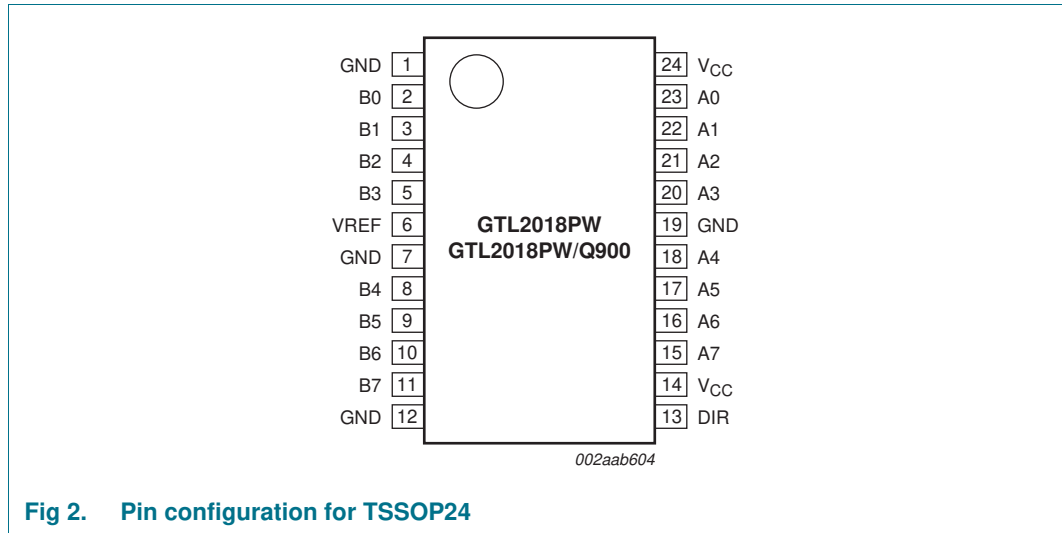 GND 1 24 VCC
B0 2 23 A0
B1 3 22 A1
B2 4 21 A2
B3 5 20 A3
VREF 6 GTL2018PW 19 GND
GND 7 GTL2018PW/Q900 18 A4
B4 8 17 A5
B5 9 16 A6
B6 10 15 A7
B7 11 14 VCC
GND 12 13 DIR
002aab604
Fig 2. Pin configuration for TSSOP24